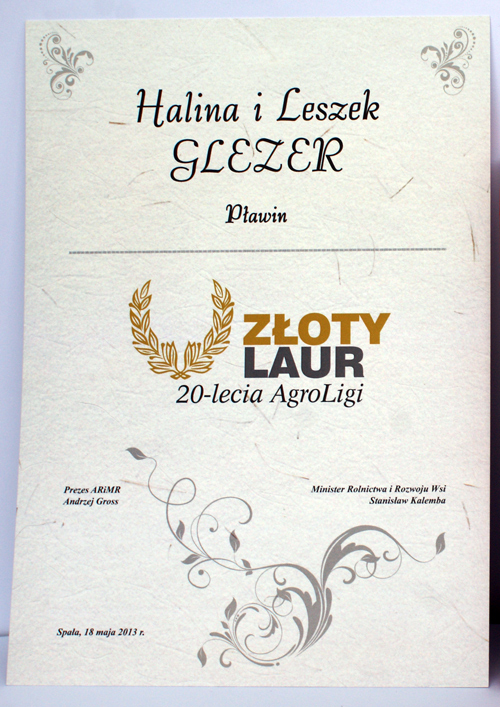 Halina i Leszek
GLEZER
Pławin
ZŁOTY
LAUR
20-lecia AgroLigi
Prezes ARiMR
Andrzej Gross
Minister Rolnictwa i Rozwoju Wsi
Stanisław Kalemba
Spała, 18 maja 2013 r.